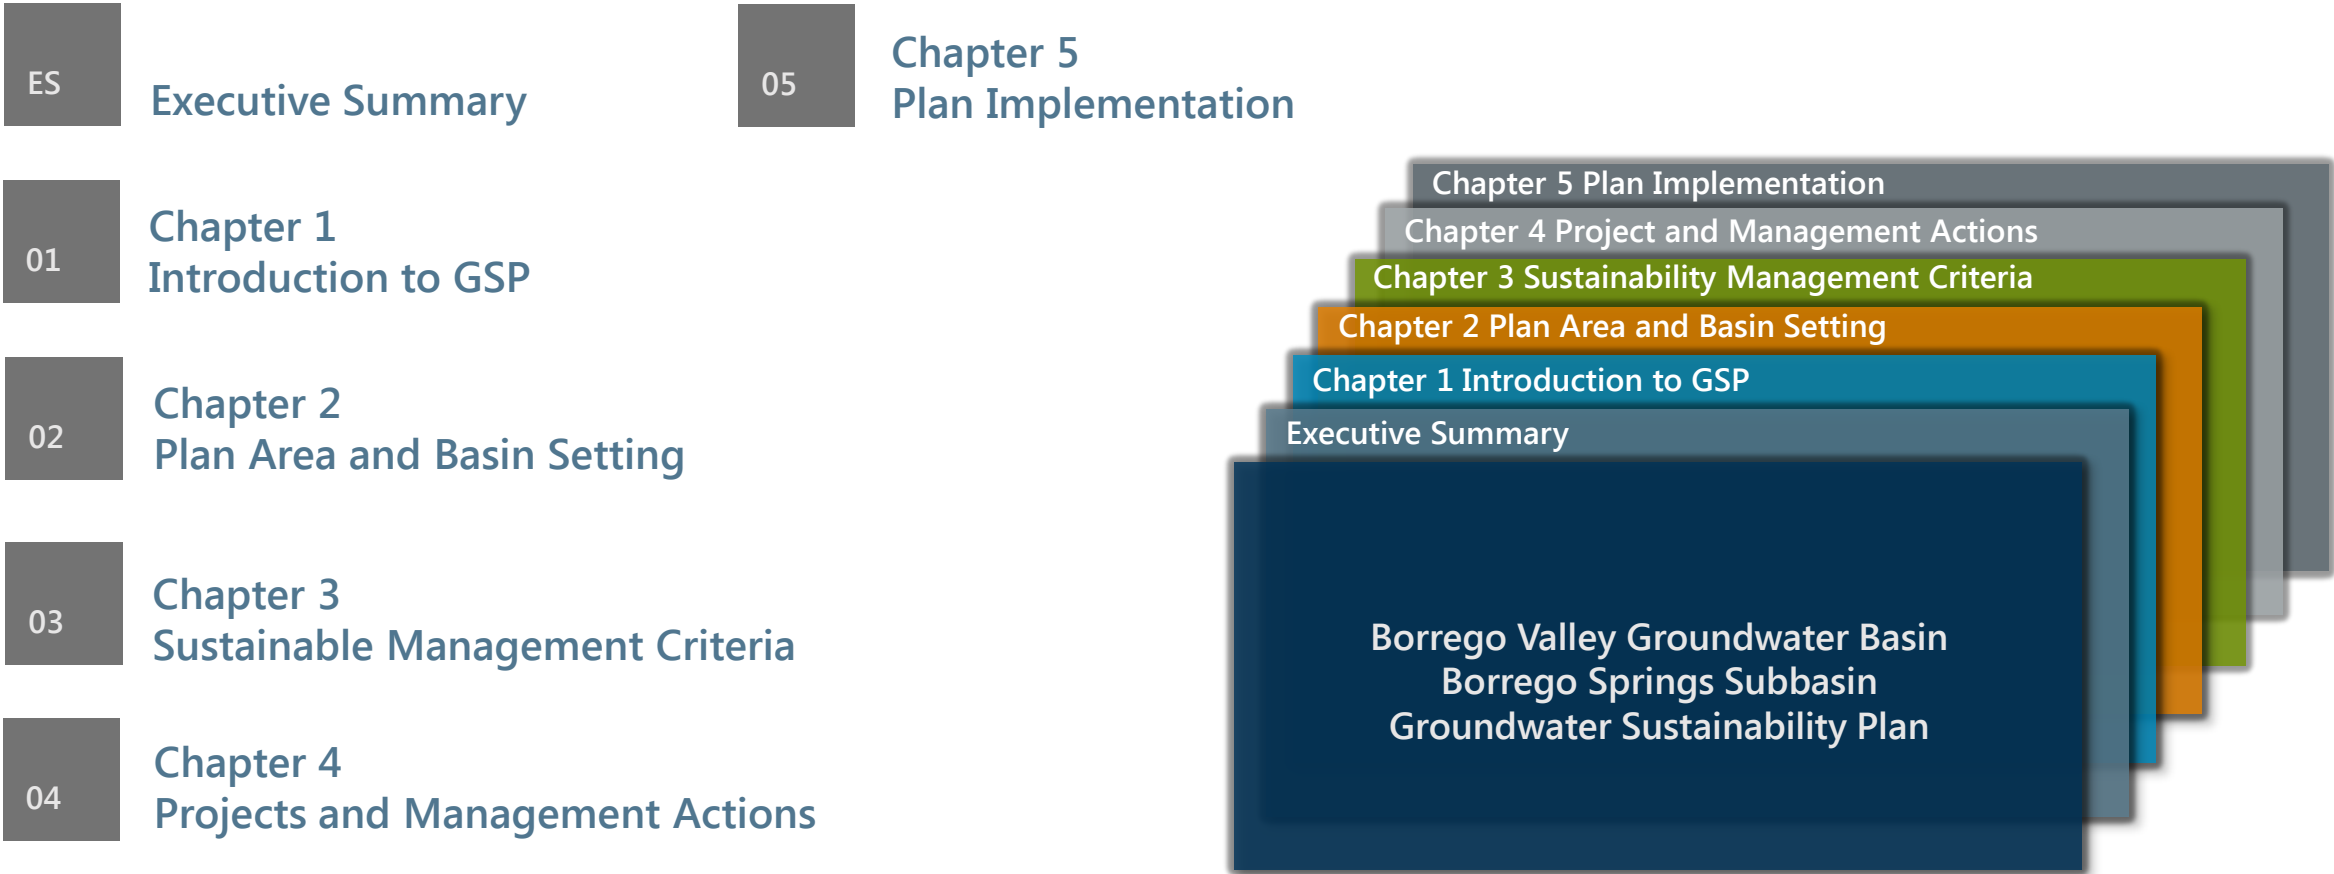 ES
Executive Summary
01
Chapter 1
Introduction to GSP
02
Chapter 2
Plan Area and Basin Setting
03
Chapter 3
Sustainable Management Criteria
04
Chapter 4
Projects and Management Actions
05
Chapter 5
Plan Implementation
Chapter 5 Plan Implementation
Chapter 4 Project and Management Actions
Chapter 3 Sustainability Management Criteria
Chapter 2 Plan Area and Basin Setting
Chapter 1 Introduction to GSP
Executive Summary
Borrego Valley Groundwater Basin
Borrego Springs Subbasin
Groundwater Sustainability Plan